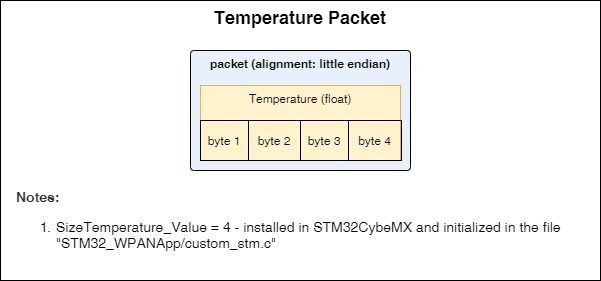 Temperature Packet
packet (alignment: little endian)
Temperature (float)
byte 1 byte 2 byte 3 byte 4
Notes:
1. SizeTemperature_Value = 4 - installed in STM32CybeMX and initialized in the file
"STM32_WPANApp/custom_stm.c"